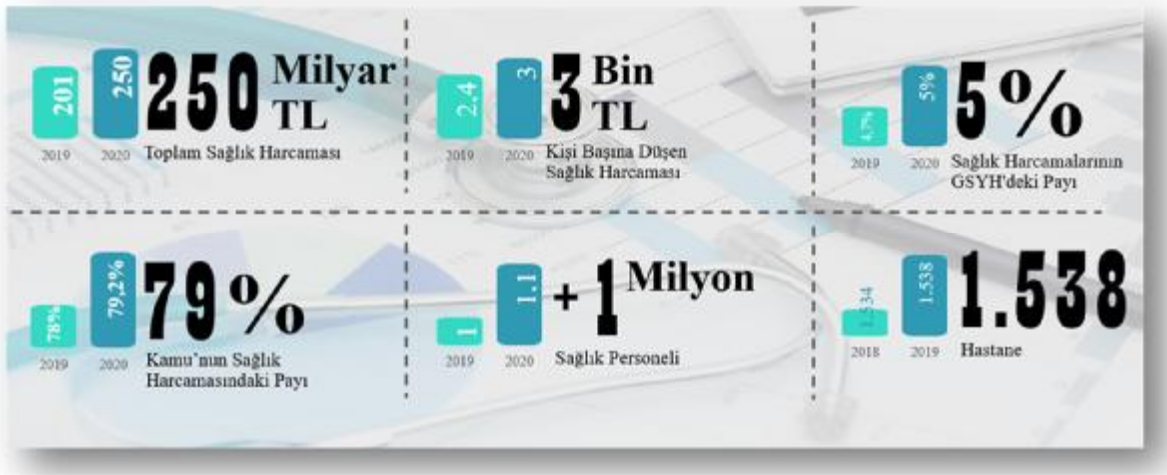 201
250
250 Milyar
TL
2019
2020
Toplam Sağlık Harcaması
2.4
3
3 Bin
TL
2019
2020
Kişi Başına Düşen
Sağlık Harcaması
4,7%
5%
5%
2019
2020
Sağlık Harcamalarının
GSYH'deki Payı
78%
79,2%
79%
2019
2020
Kamu'nun Sağlık
Harcamasındaki Payı
1
1.1
+1 Milyon
2019
2020
Sağlık Personeli
1.534
1.538
1.538
2018
2019
Hastane